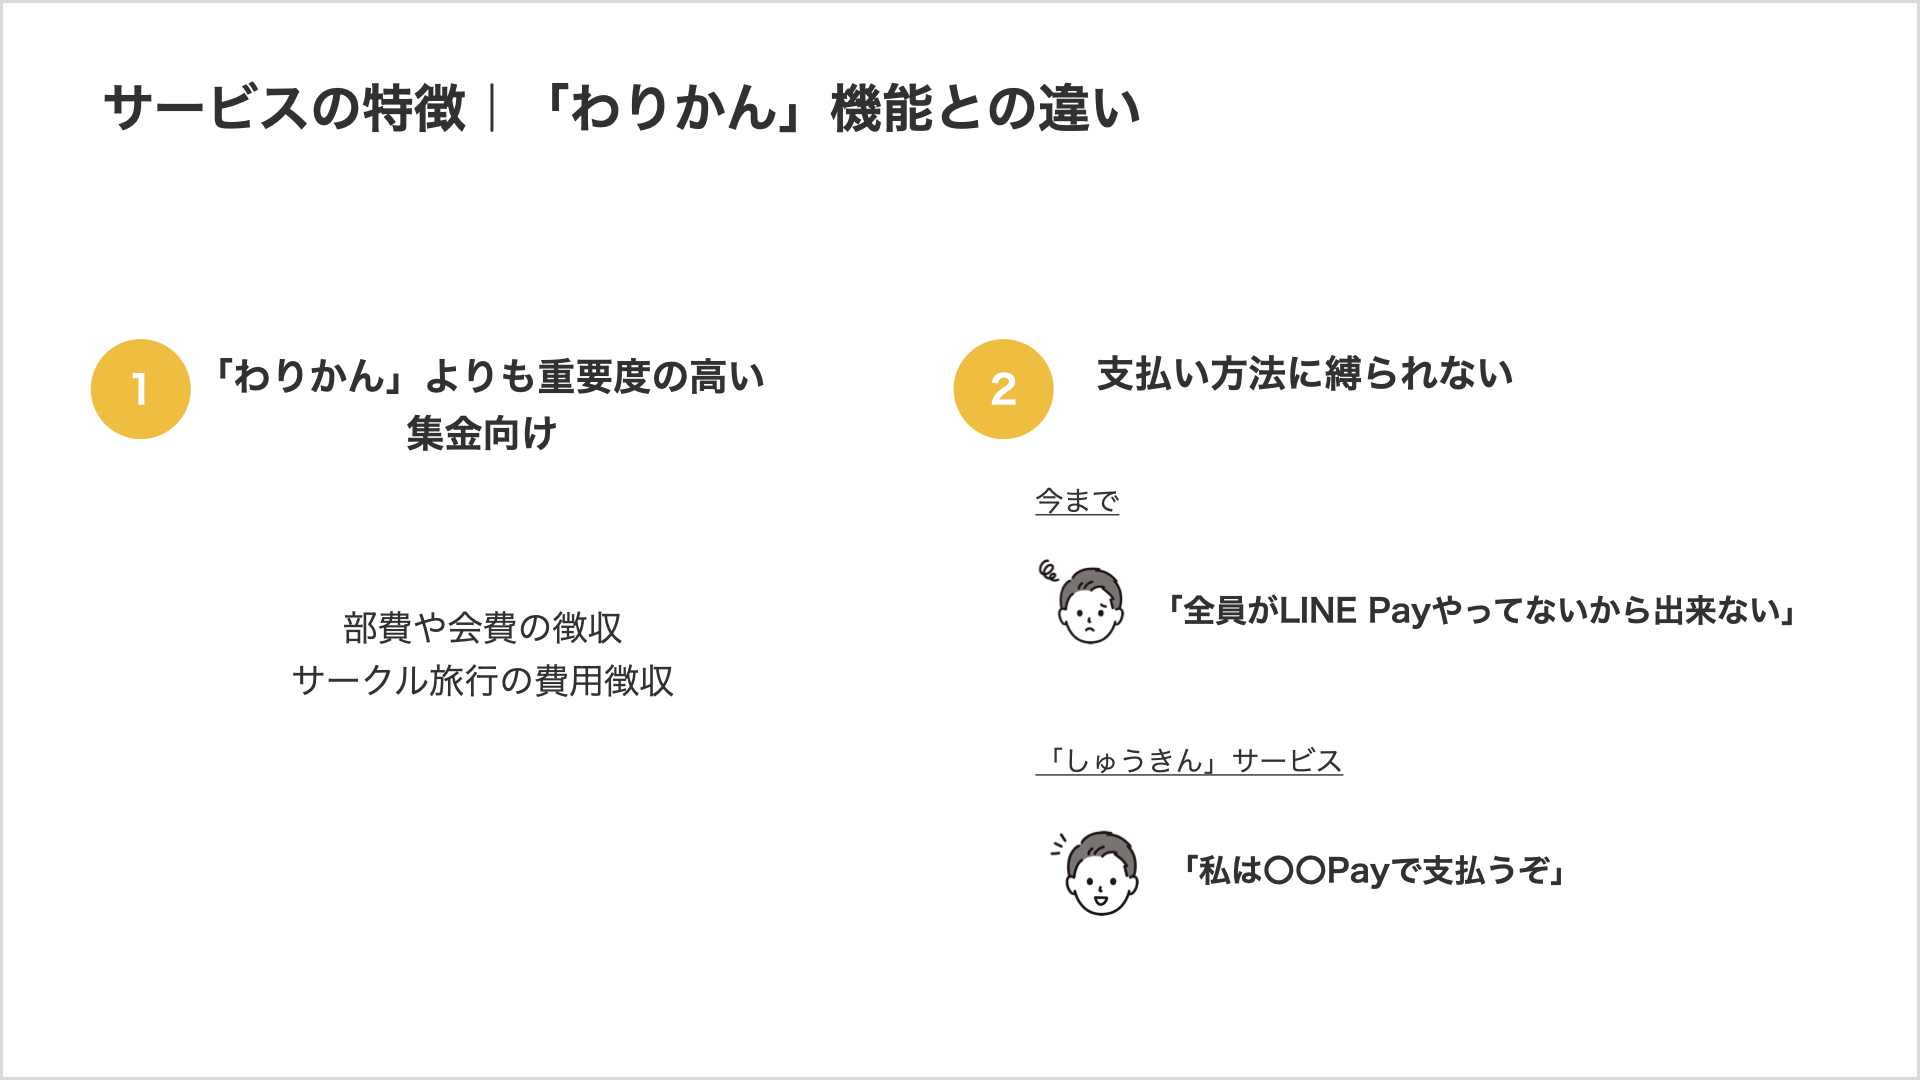 サービスの特徴｜「わりかん」機能との違い
1
「わりかん」よりも重要度の高い
集金向け
部費や会費の徴収
サークル旅行の費用徴収
2
支払い方法に縛られない
今まで
「全員がLINE Payやってないから出来ない」
「しゅうきん」サービス
「私は〇〇Payで支払うぞ」